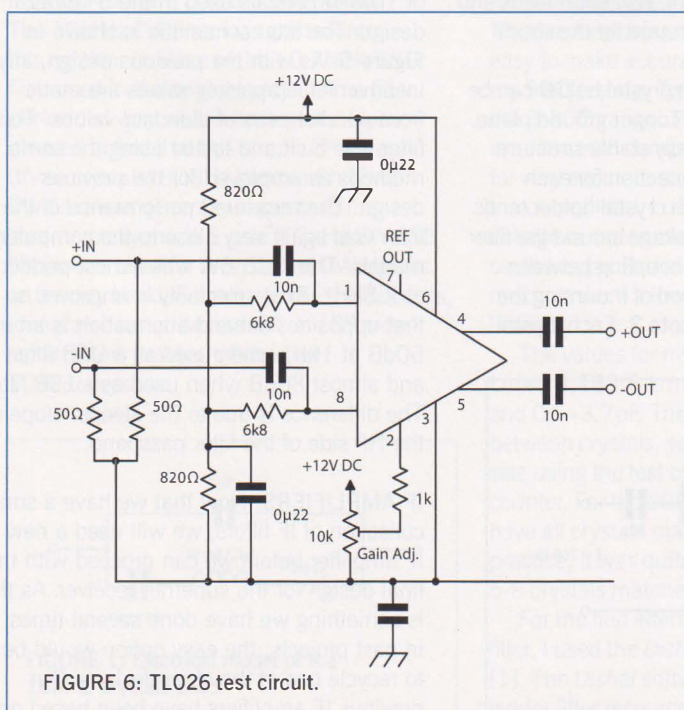 +12V DC
0µ22
820Ω
+IN
REF OUT
10n
1
7
6
6k8
4
10n
+OUT
-IN
10n
8
-OUT
5
10n
6k8
50Ω
50Ω
3
2
820Ω
+12V DC
1k
0µ22
10k
Gain Adj.
FIGURE 6: TL026 test circuit.